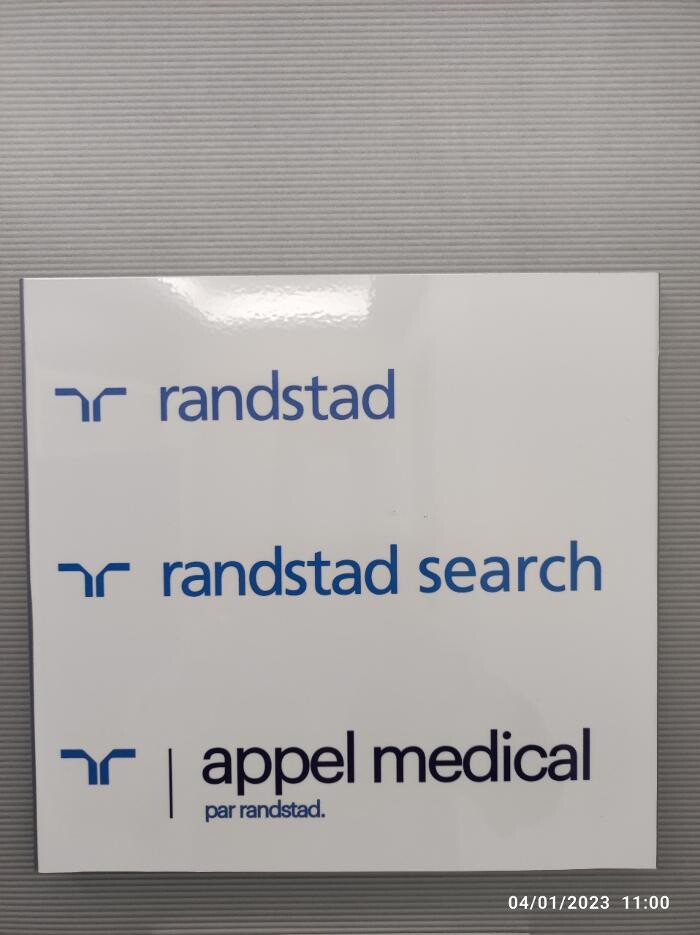 randstad
randstad search
appel medical
par randstad.
04/01/2023 11:00